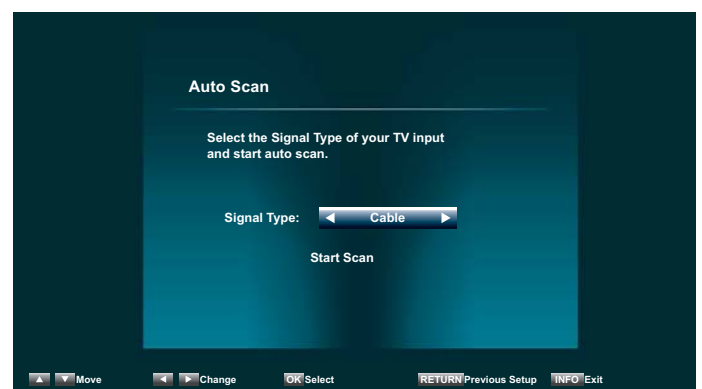 Auto Scan
Select the Signal Type of your TV input
and start auto scan.
Signal Type: ◀ Cable ▶
Start Scan
▲ ▼ Move ◀ ▶ Change OK Select RETURN Previous Setup INFO Exit